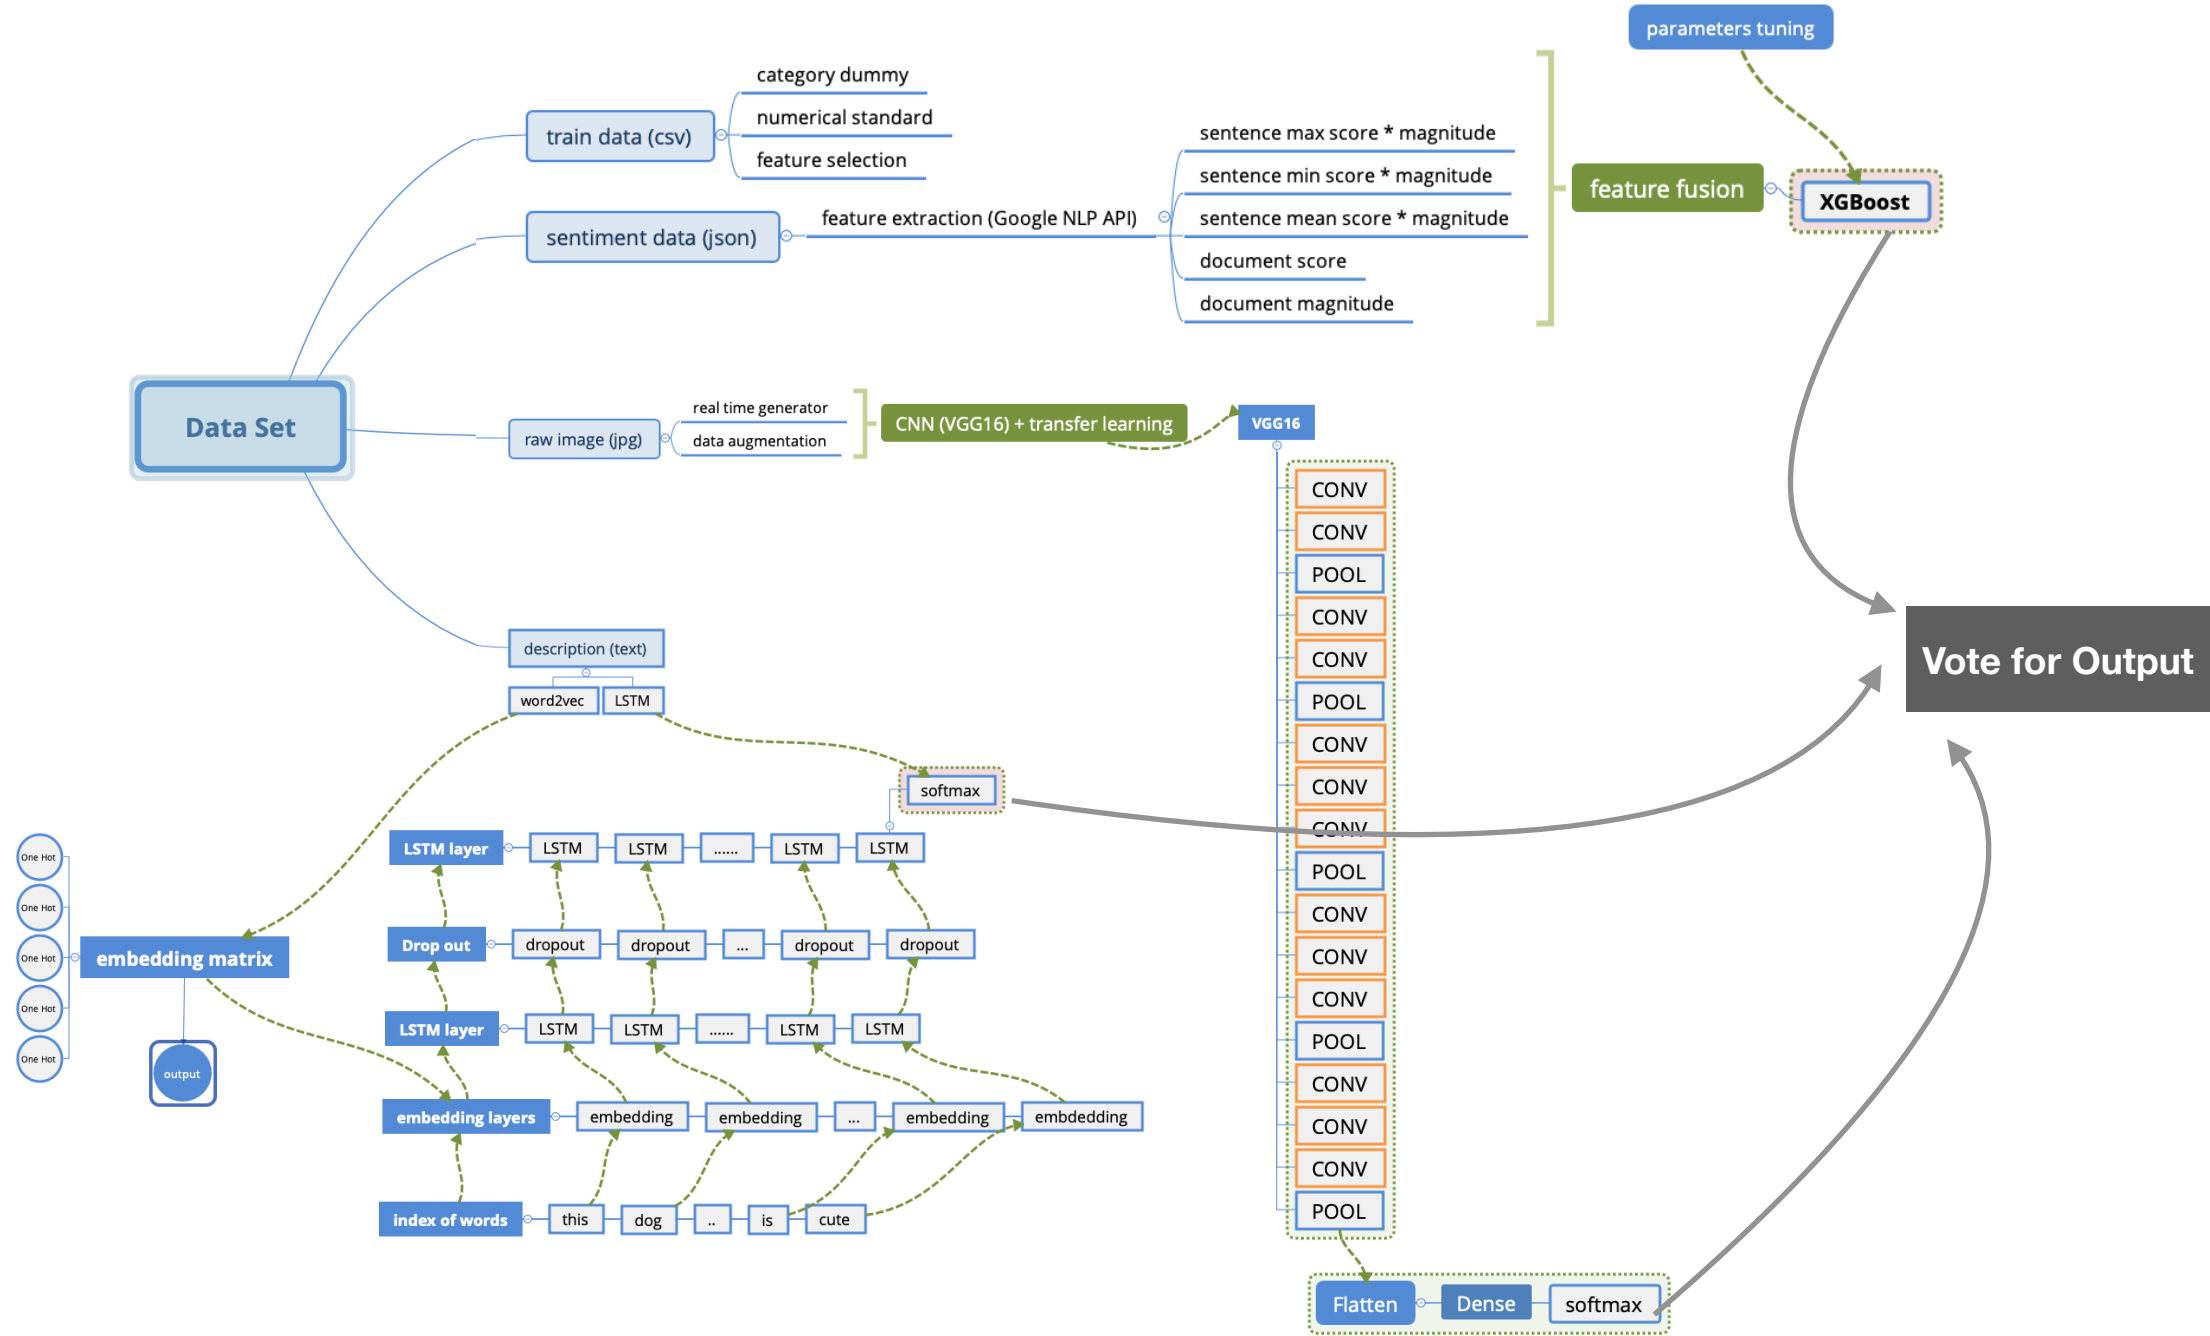 parameters tuning
category dummy
numerical standard
feature selection
train data (csv)
sentence max score * magnitude
sentence min score * magnitude
sentence mean score * magnitude
document score
document magnitude
sentiment data (json)
feature extraction (Google NLP API)
feature fusion
XGBoost
Data Set
raw image (jpg)
real time generator
data augmentation
CNN (VGG16) + transfer learning
VGG16
CONV
CONV
POOL
CONV
CONV
POOL
CONV
CONV
CONV
POOL
CONV
CONV
CONV
POOL
CONV
CONV
CONV
POOL
Flatten
Dense
softmax
Vote for Output
description (text)
word2vec
LSTM
softmax
LSTM layer
LSTM
LSTM
......
LSTM
LSTM
Drop out
dropout
dropout
...
dropout
dropout
LSTM layer
LSTM
LSTM
......
LSTM
LSTM
embedding layers
embedding
embedding
...
embedding
embdedding
index of words
this
dog
..
is
cute
One Hot
One Hot
One Hot
One Hot
One Hot
embedding matrix
output